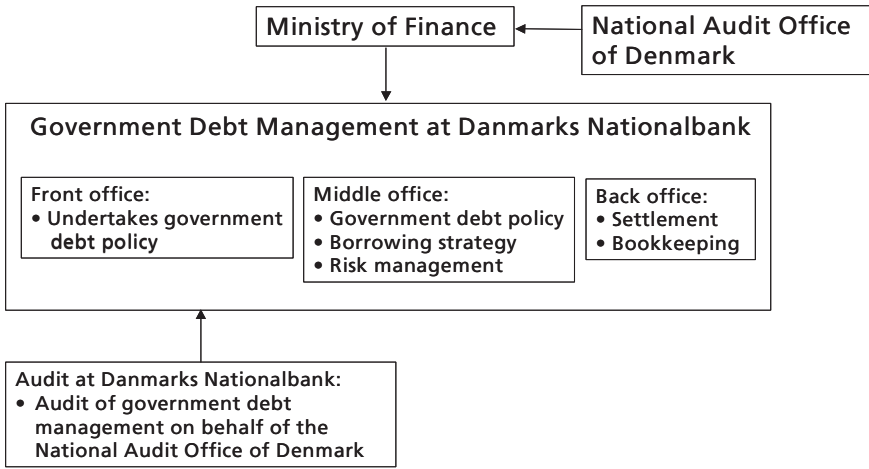 Ministry of Finance
National Audit Office
of Denmark
Government Debt Management at Danmarks Nationalbank
Front office:
• Undertakes government
debt policy
Middle office:
• Government debt policy
• Borrowing strategy
• Risk management
Back office:
• Settlement
• Bookkeeping
Audit at Danmarks Nationalbank:
• Audit of government debt
management on behalf of the
National Audit Office of Denmark